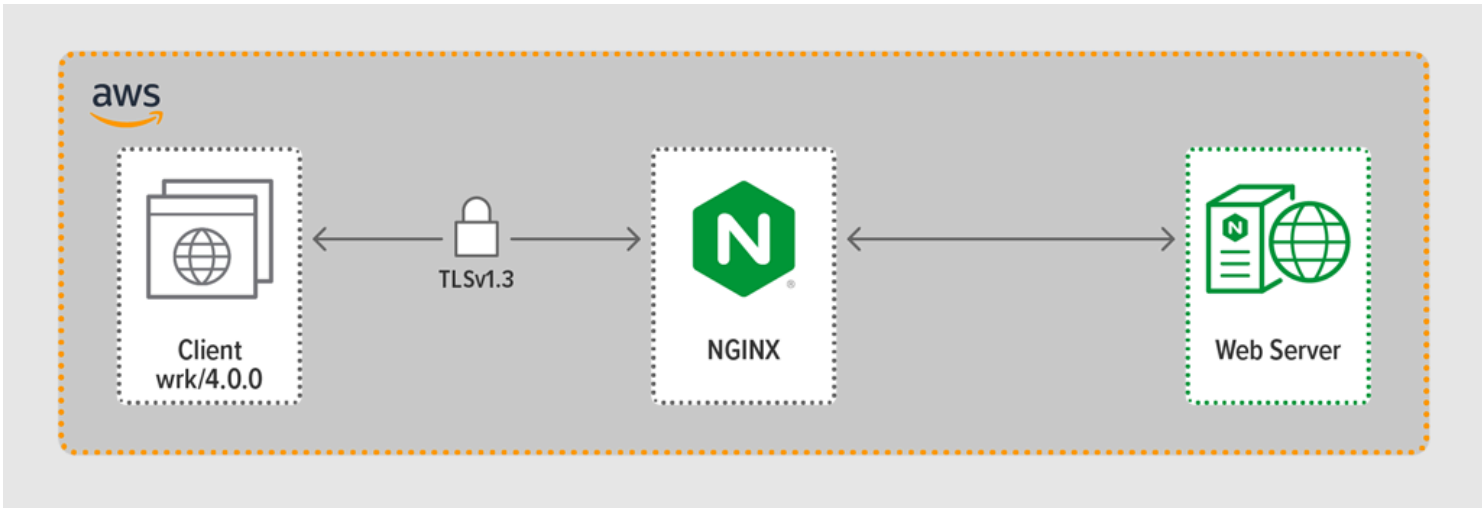 aws
TLSv1.3
N
®
N
Client
wrk/4.0.0
NGINX
Web Server